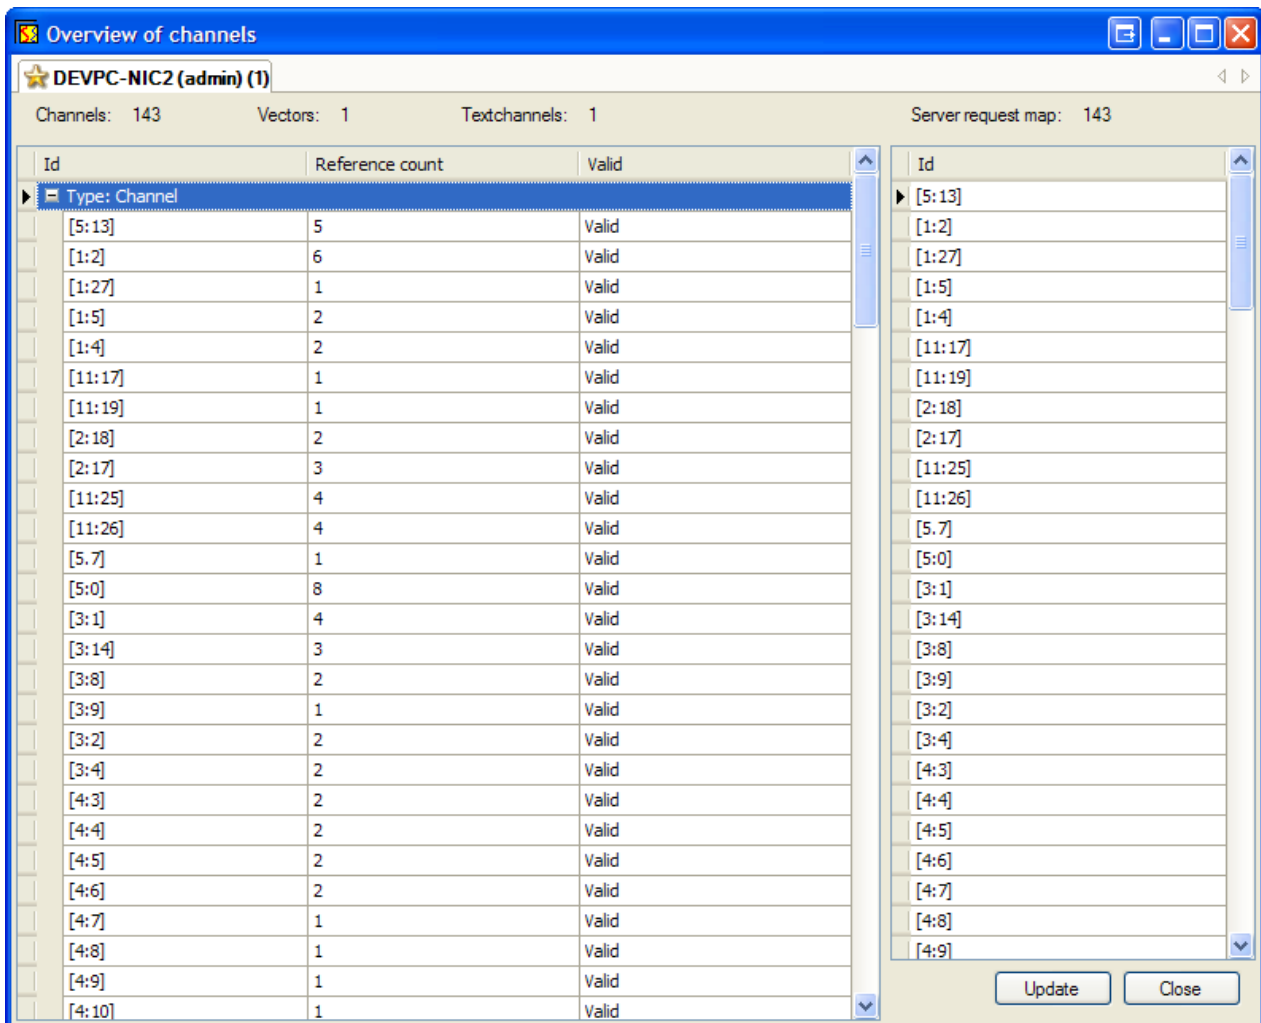 Overview of channels
DEVPC-NIC2 (admin) (1)
Channels: 143 Vectors: 1 Textchannels: 1 Server request map: 143
Id Reference count Valid Id
Type: Channel [5:13]
[5:13] 5 Valid [1:2]
[1:2] 6 Valid [1:27]
[1:27] 1 Valid [1:5]
[1:5] 2 Valid [1:4]
[1:4] 2 Valid [11:17]
[11:17] 1 Valid [11:19]
[11:19] 1 Valid [2:18]
[2:18] 2 Valid [2:17]
[2:17] 3 Valid [11:25]
[11:25] 4 Valid [11:26]
[11:26] 4 Valid [5.7]
[5.7] 1 Valid [5:0]
[5:0] 8 Valid [3:1]
[3:1] 4 Valid [3:14]
[3:14] 3 Valid [3:8]
[3:8] 2 Valid [3:9]
[3:9] 1 Valid [3:2]
[3:2] 2 Valid [3:4]
[3:4] 2 Valid [4:3]
[4:3] 2 Valid [4:4]
[4:4] 2 Valid [4:5]
[4:5] 2 Valid [4:6]
[4:6] 2 Valid [4:7]
[4:7] 1 Valid [4:8]
[4:8] 1 Valid [4:9]
[4:9] 1 Valid Update Close
[4:10] 1 Valid